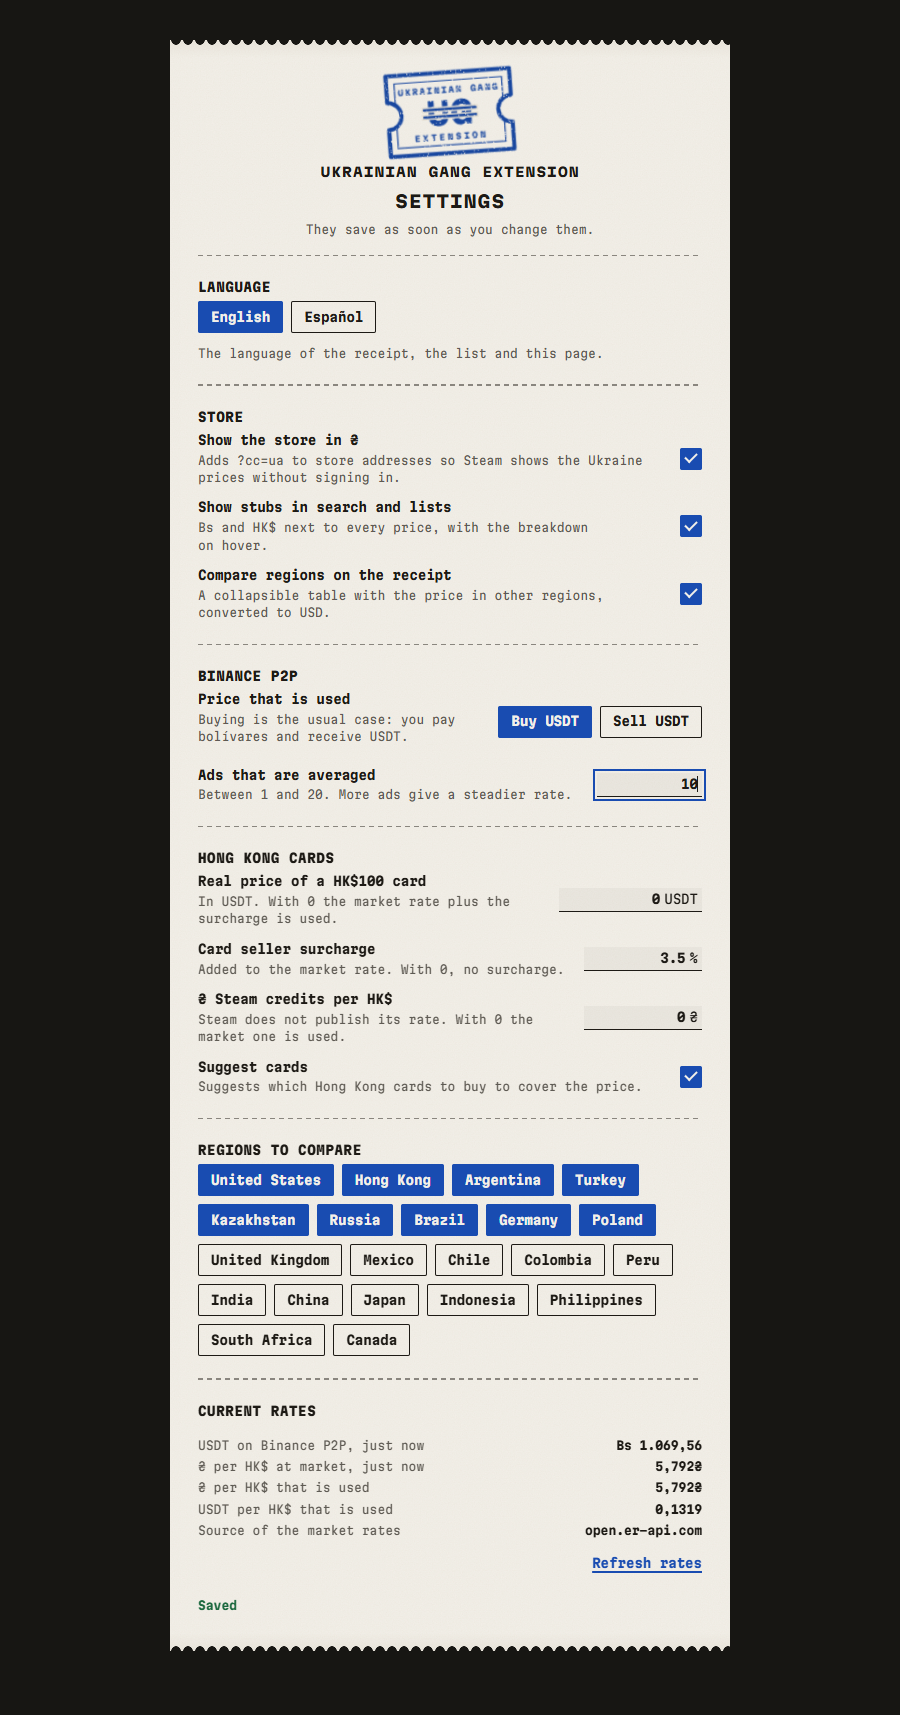 UKRAINIAN GANG
UG
EXTENSION
UKRAINIAN GANG EXTENSION
SETTINGS
They save as soon as you change them.
LANGUAGE
English Español
The language of the receipt, the list and this page.
STORE
Show the store in ₴
Adds ?cc=ua to store addresses so Steam shows the Ukraine
prices without signing in.
Show stubs in search and lists
Bs and HK$ next to every price, with the breakdown
on hover.
Compare regions on the receipt
A collapsible table with the price in other regions,
converted to USD.
BINANCE P2P
Price that is used
Buying is the usual case: you pay
bolívares and receive USDT.
Buy USDT Sell USDT
Ads that are averaged
Between 1 and 20. More ads give a steadier rate.
10
HONG KONG CARDS
Real price of a HK$100 card
In USDT. With 0 the market rate plus the
surcharge is used.
0 USDT
Card seller surcharge
Added to the market rate. With 0, no surcharge.
3.5 %
₴ Steam credits per HK$
Steam does not publish its rate. With 0 the
market one is used.
0 ₴
Suggest cards
Suggests which Hong Kong cards to buy to cover the price.
REGIONS TO COMPARE
United States Hong Kong Argentina Turkey
Kazakhstan Russia Brazil Germany Poland
United Kingdom Mexico Chile Colombia Peru
India China Japan Indonesia Philippines
South Africa Canada
CURRENT RATES
USDT on Binance P2P, just now Bs 1.069,56
₴ per HK$ at market, just now 5,792₴
₴ per HK$ that is used 5,792₴
USDT per HK$ that is used 0,1319
Source of the market rates open.er-api.com
Refresh rates
Saved